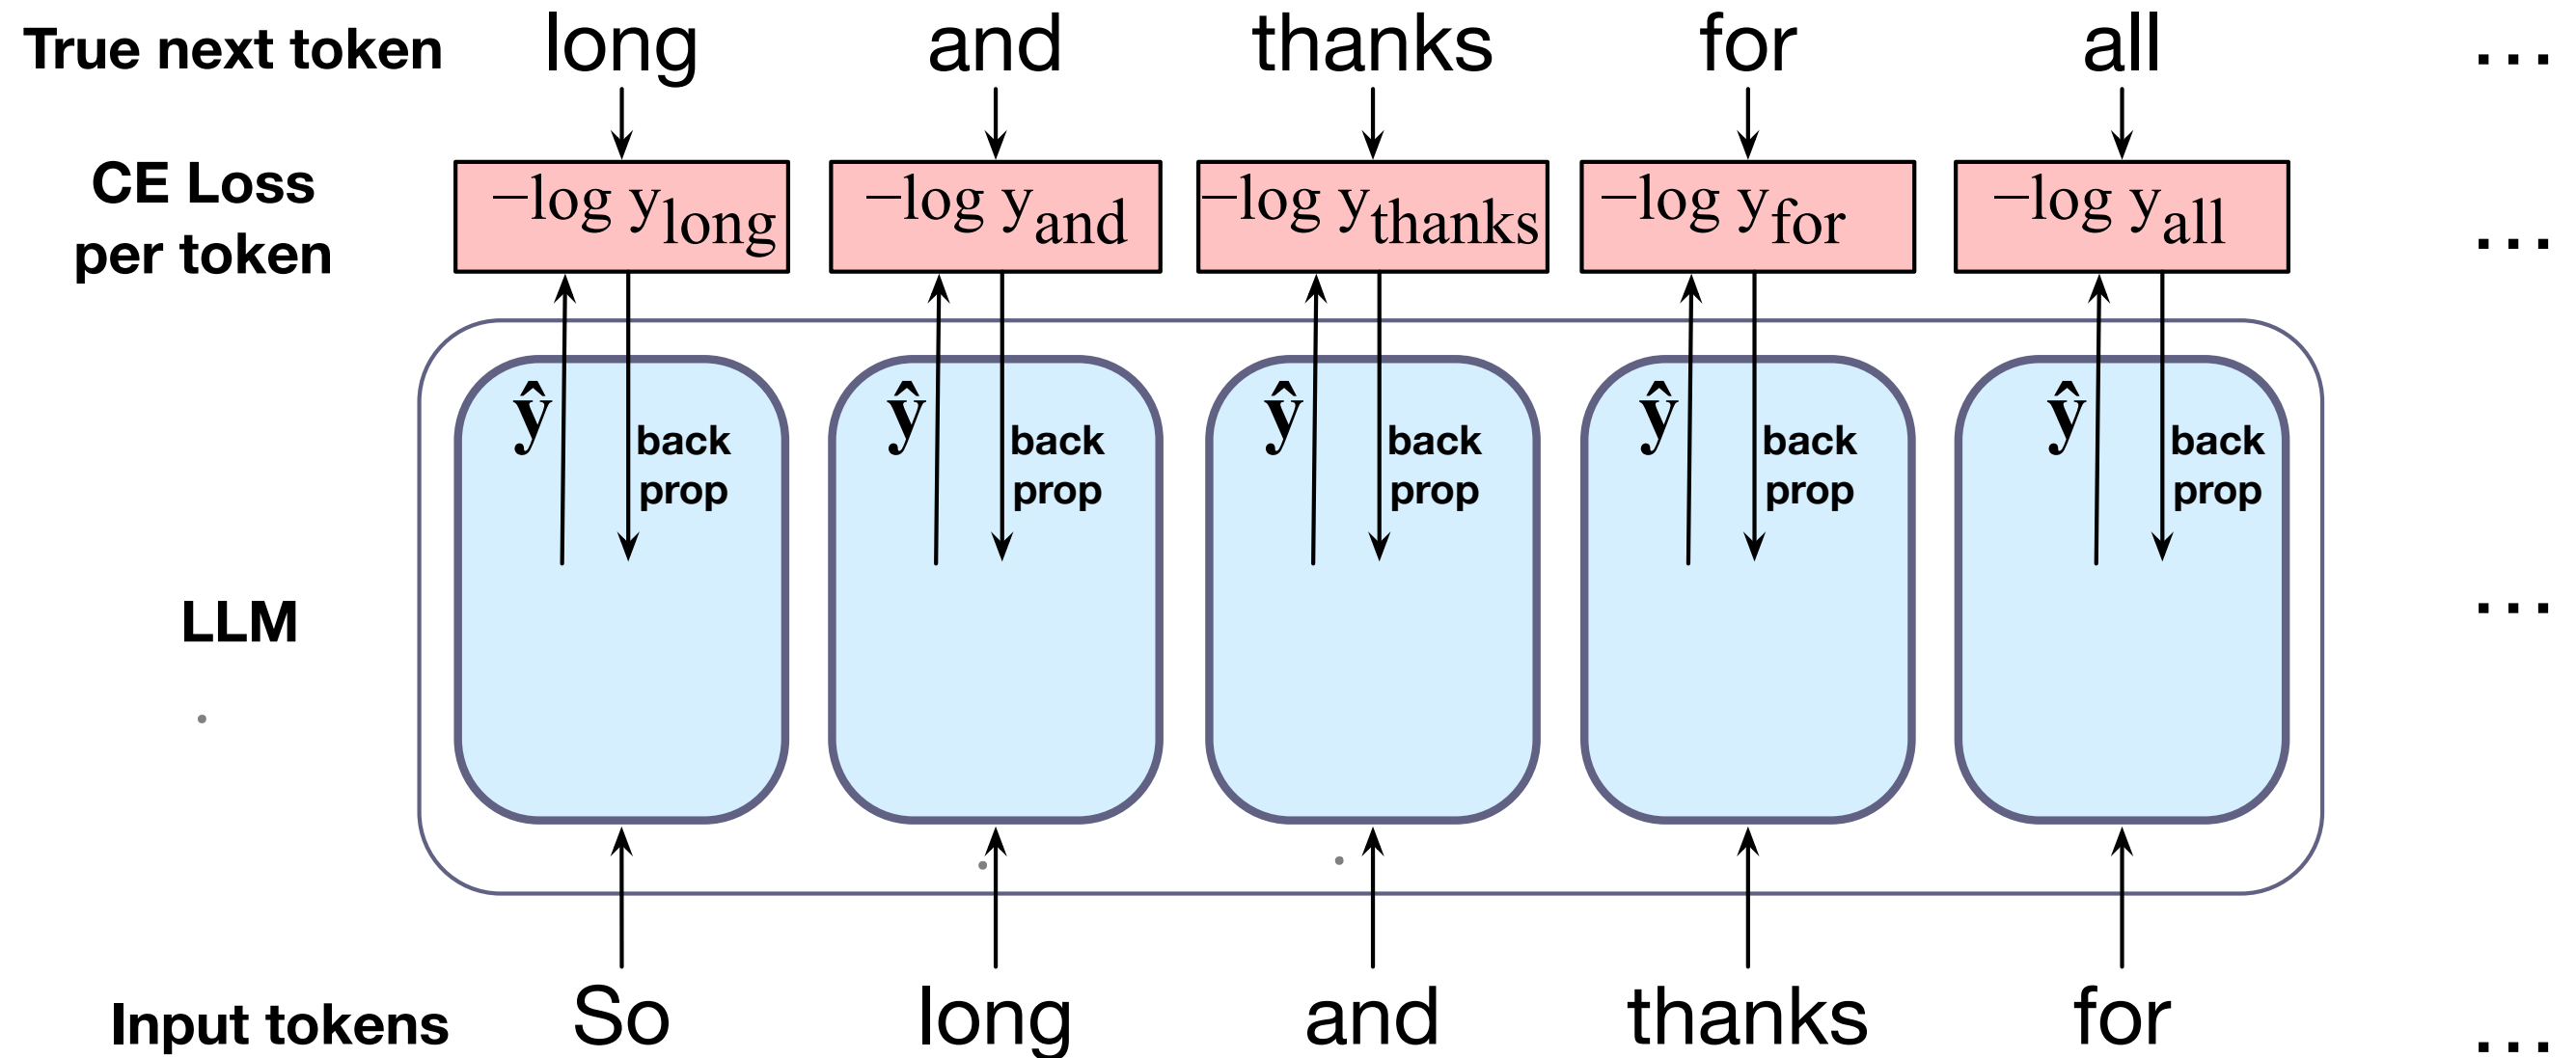 True next token long and thanks for all ...
CE Loss
per token
−log y_long −log y_and −log y_thanks −log y_for −log y_all ...
ŷ ŷ ŷ ŷ ŷ
back back back back back
prop prop prop prop prop
LLM ...
Input tokens So long and thanks for ...